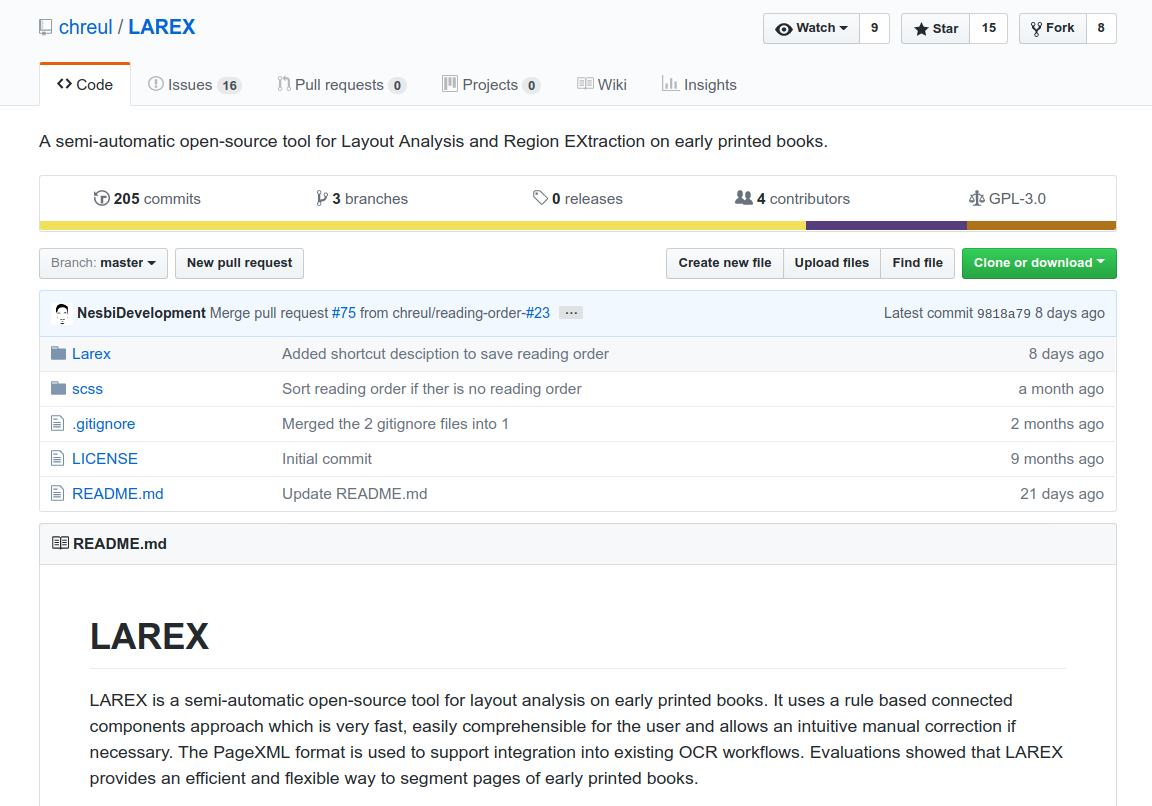 chreul / LAREX
Watch 9 Star 15 Fork 8
Code Issues 16 Pull requests 0 Projects 0 Wiki Insights
A semi-automatic open-source tool for Layout Analysis and Region EXtraction on early printed books.
205 commits 3 branches 0 releases 4 contributors GPL-3.0
Branch: master New pull request Create new file Upload files Find file Clone or download
NesbiDevelopment Merge pull request #75 from chreul/reading-order-#23 ... Latest commit 9818a79 8 days ago
Larex Added shortcut desciption to save reading order 8 days ago
scss Sort reading order if ther is no reading order a month ago
.gitignore Merged the 2 gitignore files into 1 2 months ago
LICENSE Initial commit 9 months ago
README.md Update README.md 21 days ago
README.md
LAREX
LAREX is a semi-automatic open-source tool for layout analysis on early printed books. It uses a rule based connected
components approach which is very fast, easily comprehensible for the user and allows an intuitive manual correction if
necessary. The PageXML format is used to support integration into existing OCR workflows. Evaluations showed that LAREX
provides an efficient and flexible way to segment pages of early printed books.